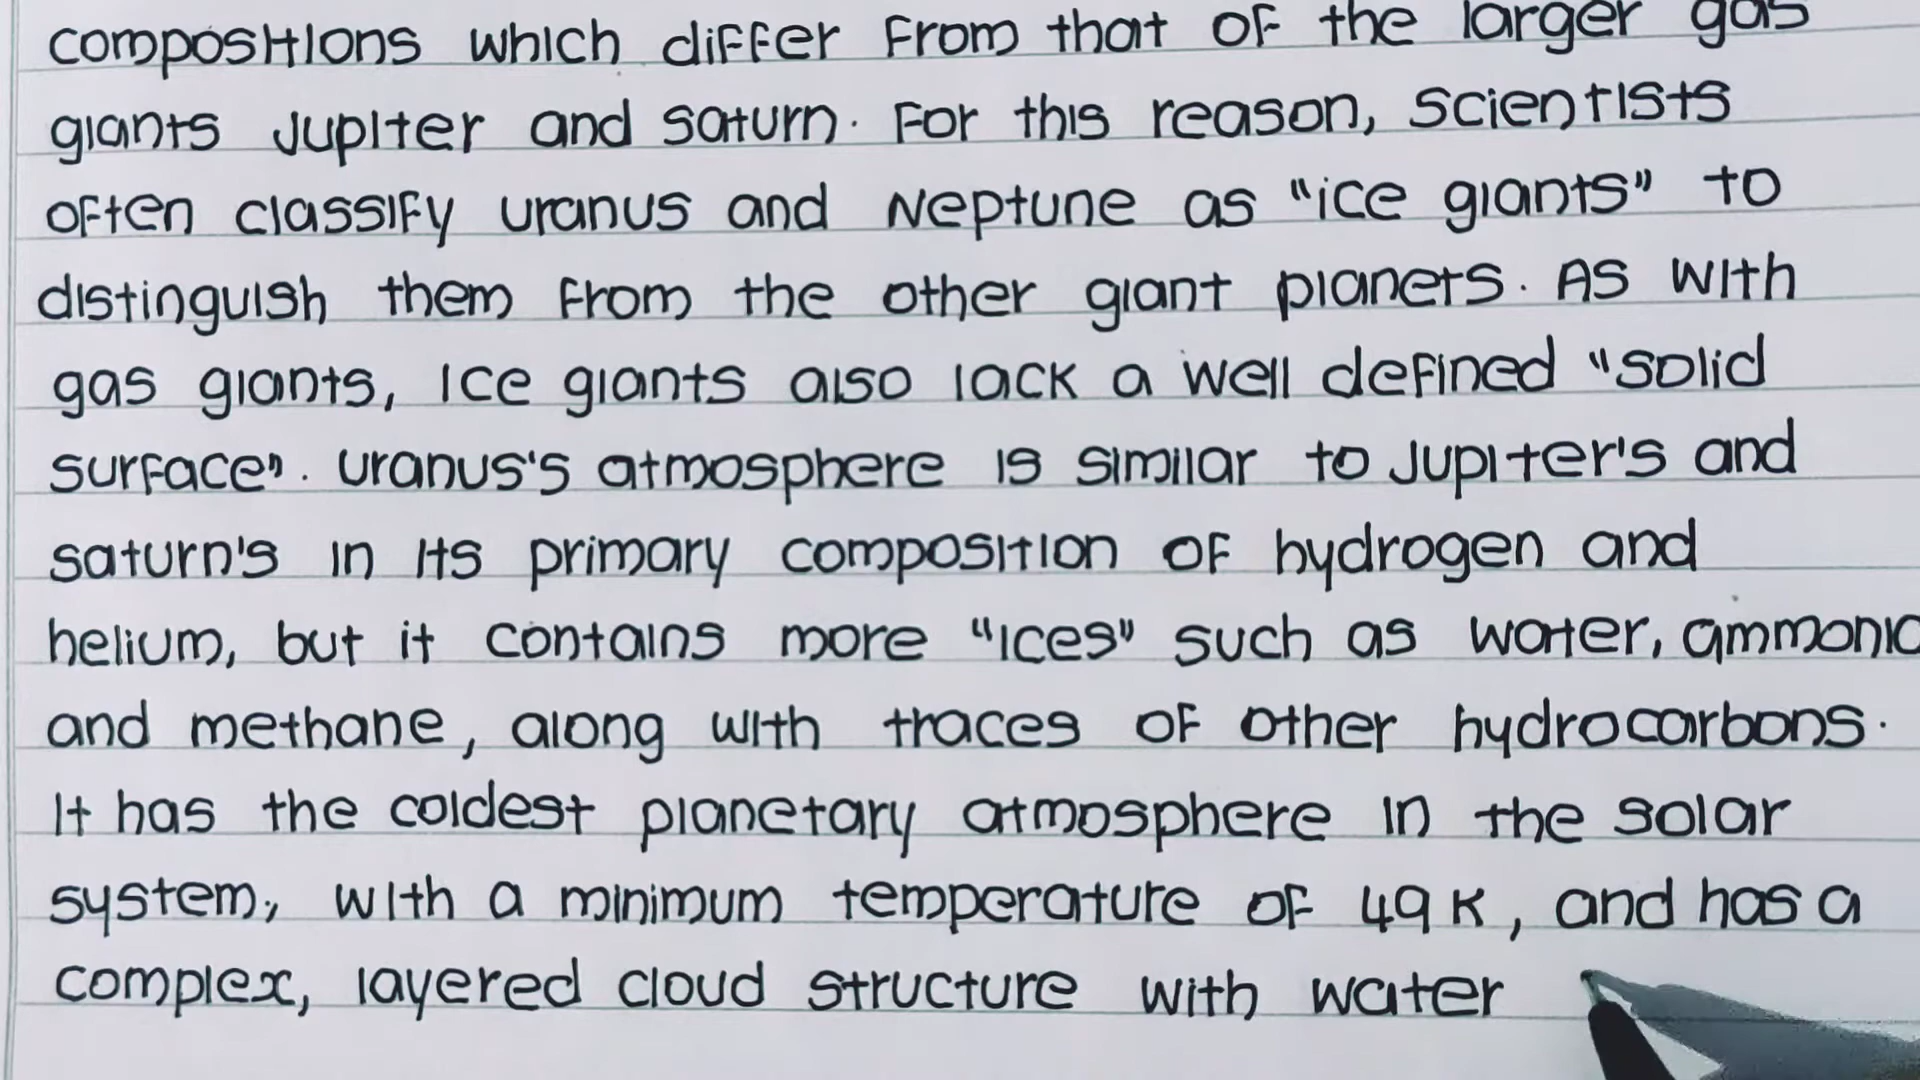 compositions which differ from that of the larger gas
giants Jupiter and Saturn. For this reason, scientists
often classify Uranus and Neptune as "ice giants" to
distinguish them from the other giant planets. As with
gas giants, ice giants also lack a well defined "solid
surface". Uranus's atmosphere is similar to Jupiter's and
Saturn's in its primary composition of hydrogen and
helium, but it contains more "ices" such as water, ammonia
and methane, along with traces of other hydrocarbons.
It has the coldest planetary atmosphere in the solar
system, with a minimum temperature of 49 K, and has a
complex, layered cloud structure with water